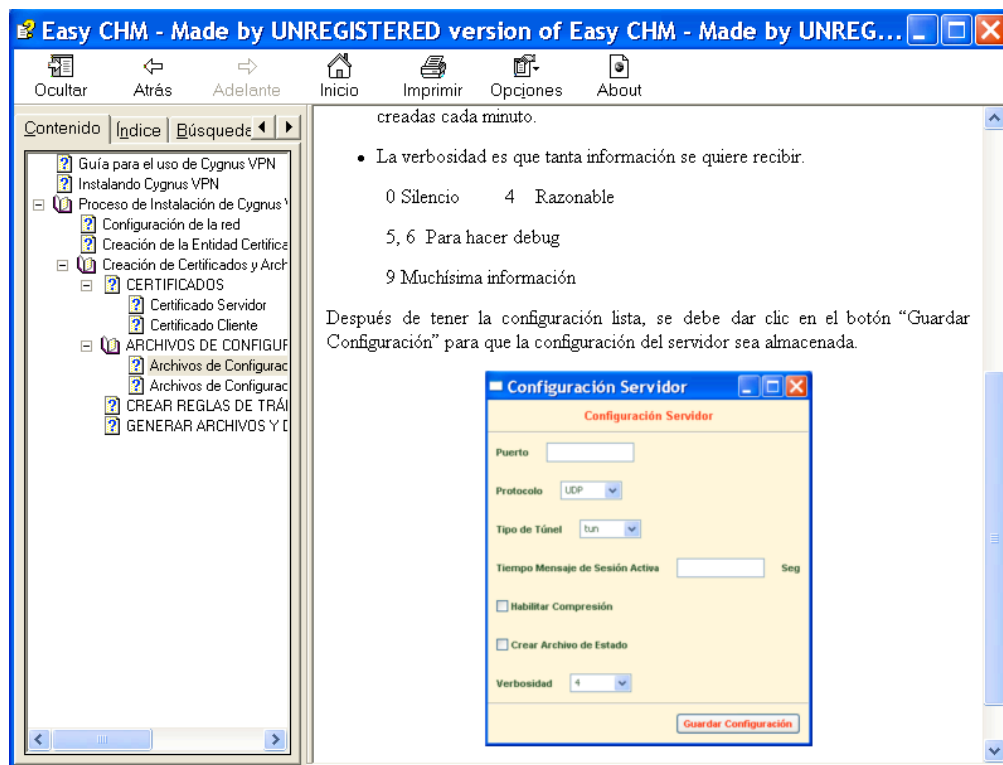 Easy CHM - Made by UNREGISTERED version of Easy CHM - Made by UNREG...
Ocultar Atrás Adelante Inicio Imprimir Opciones About
Contenido Índice Búsqueda
Guía para el uso de Cygnus VPN
Instalando Cygnus VPN
Proceso de Instalación de Cygnus
Configuración de la red
Creación de la Entidad Certifica
Creación de Certificados y Arch
CERTIFICADOS
Certificado Servidor
Certificado Cliente
ARCHIVOS DE CONFIGUR
Archivos de Configurac
Archivos de Configurac
CREAR REGLAS DE TRÁ
GENERAR ARCHIVOS Y
creadas cada minuto.
• La verbosidad es que tanta información se quiere recibir.
0 Silencio 4 Razonable
5, 6 Para hacer debug
9 Muchísima información
Después de tener la configuración lista, se debe dar clic en el botón “Guardar
Configuración” para que la configuración del servidor sea almacenada.
Configuración Servidor
Configuración Servidor
Puerto
Protocolo UDP
Tipo de Túnel tun
Tiempo Mensaje de Sesión Activa Seg
Habilitar Compresión
Crear Archivo de Estado
Verbosidad 4
Guardar Configuración